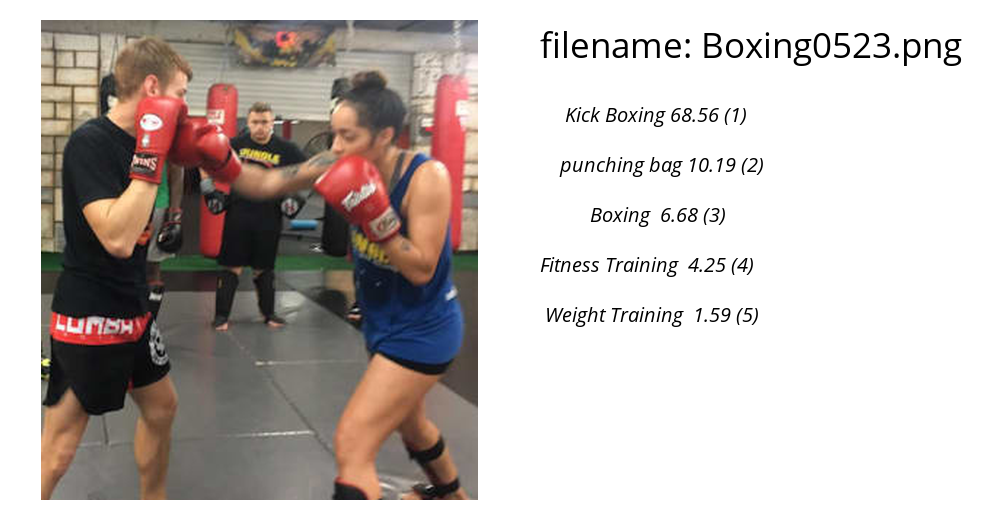 filename: Boxing0523.png
Kick Boxing 68.56 (1)
punching bag 10.19 (2)
Boxing 6.68 (3)
Fitness Training 4.25 (4)
Weight Training 1.59 (5)
TWINS
JUNGLE
Fairtex
COMBA